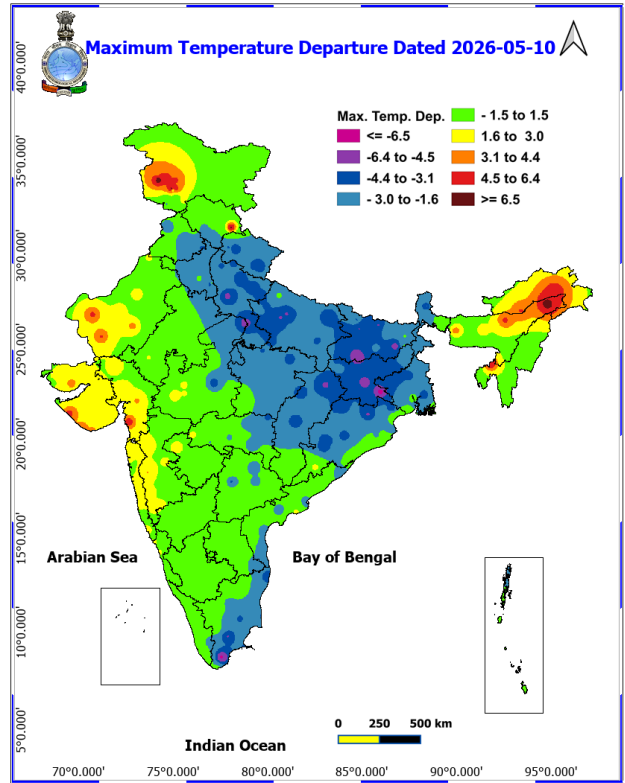 Maximum Temperature Departure Dated 2026-05-10
Max. Temp. Dep.
<= -6.5
-6.4 to -4.5
-4.4 to -3.1
- 3.0 to -1.6
- 1.5 to 1.5
1.6 to 3.0
3.1 to 4.4
4.5 to 6.4
>= 6.5
40°0.000'
35°0.000'
30°0.000'
25°0.000'
20°0.000'
15°0.000'
10°0.000'
5°0.000'
Arabian Sea
Bay of Bengal
Indian Ocean
0 250 500 km
70°0.000' 75°0.000' 80°0.000' 85°0.000' 90°0.000' 95°0.000'